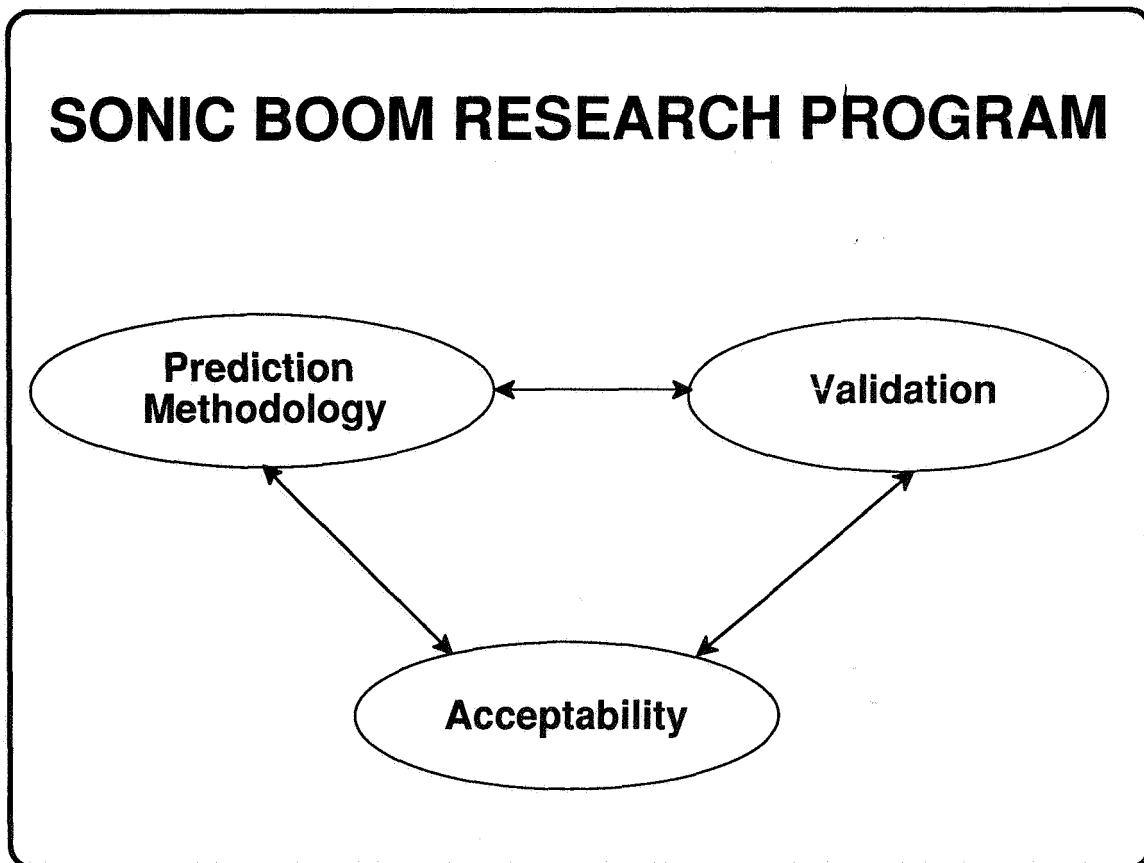 SONIC BOOM RESEARCH PROGRAM
Prediction
Methodology
Validation
Acceptability